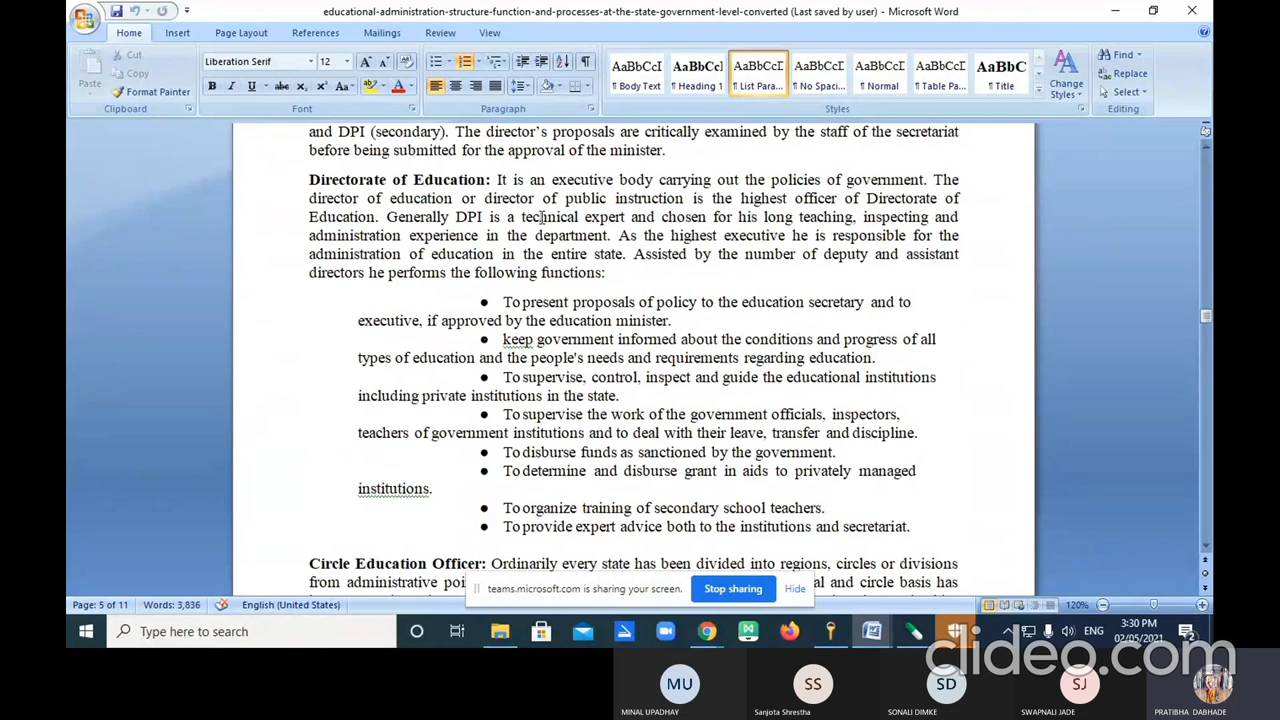 educational-administration-structure-function-and-processes-at-the-state-government-level-converted (Last saved by user) - Microsoft Word
Home Insert Page Layout References Mailings Review View
Paste Cut Copy Format Painter Clipboard
Liberation Serif 12 Font
Paragraph
AaBbCcI AaBbCcl AaBbCcI AaBbCcI AaBbCcI AaBbCcI AaBbC
¶ Body Text ¶ Heading 1 ¶ List Para... ¶ No Spaci... ¶ Normal ¶ Table Pa... ¶ Title
Styles
Change Styles
Find Replace Select Editing
and DPI (secondary). The director's proposals are critically examined by the staff of the secretariat
before being submitted for the approval of the minister.
Directorate of Education: It is an executive body carrying out the policies of government. The
director of education or director of public instruction is the highest officer of Directorate of
Education. Generally DPI is a technical expert and chosen for his long teaching, inspecting and
administration experience in the department. As the highest executive he is responsible for the
administration of education in the entire state. Assisted by the number of deputy and assistant
directors he performs the following functions:
● To present proposals of policy to the education secretary and to
executive, if approved by the education minister.
● keep government informed about the conditions and progress of all
types of education and the people's needs and requirements regarding education.
● To supervise, control, inspect and guide the educational institutions
including private institutions in the state.
● To supervise the work of the government officials, inspectors,
teachers of government institutions and to deal with their leave, transfer and discipline.
● To disburse funds as sanctioned by the government.
● To determine and disburse grant in aids to privately managed
institutions.
● To organize training of secondary school teachers.
● To provide expert advice both to the institutions and secretariat.
Circle Education Officer: Ordinarily every state has been divided into regions, circles or divisions
from administrative poi
al and circle basis has
teams.microsoft.com is sharing your screen. Stop sharing Hide
Page: 5 of 11 Words: 3,836 English (United States) 120%
Type here to search
ENG 3:30 PM 02/05/2021 2
clideo.com
MU SS SD SJ
MINAL UPADHAY Sanjota Shrestha SONALI DIMKE SWAPNALI JADE PRATIBHA DABHADE